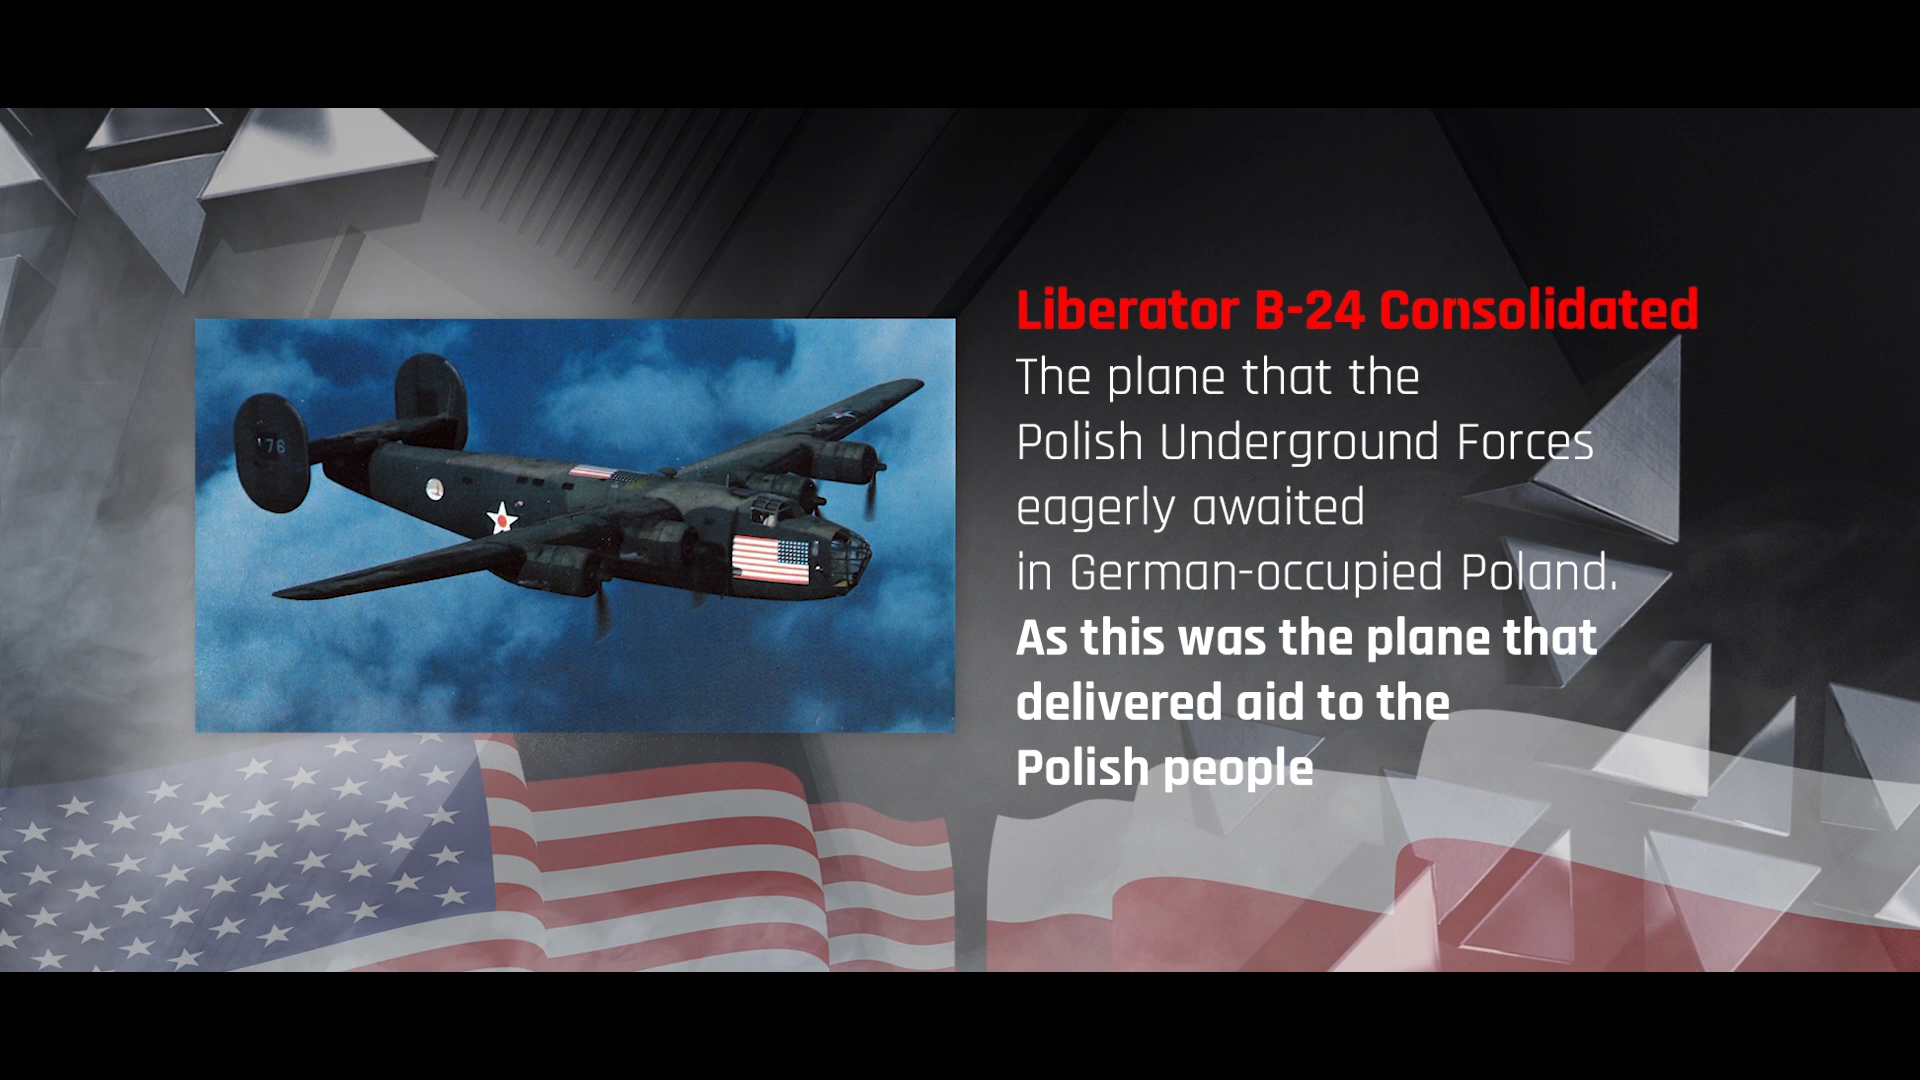 Liberator B-24 Consolidated
The plane that the
Polish Underground Forces
eagerly awaited
in German-occupied Poland.
As this was the plane that
delivered aid to the
Polish people
'76